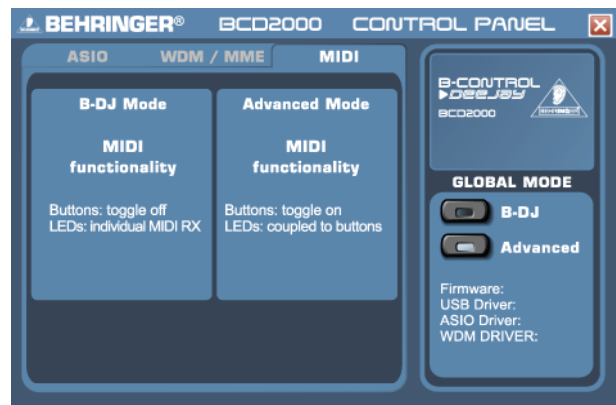 BEHRINGER® BCD2000 CONTROL PANEL
ASIO WDM / MME MIDI
B-DJ Mode
MIDI
functionality
Buttons: toggle off
LEDs: individual MIDI RX
Advanced Mode
MIDI
functionality
Buttons: toggle on
LEDs: coupled to buttons
B-CONTROL
DEEJAY
BCD2000
BEHRINGER
GLOBAL MODE
B-DJ
Advanced
Firmware:
USB Driver:
ASIO Driver:
WDM DRIVER: